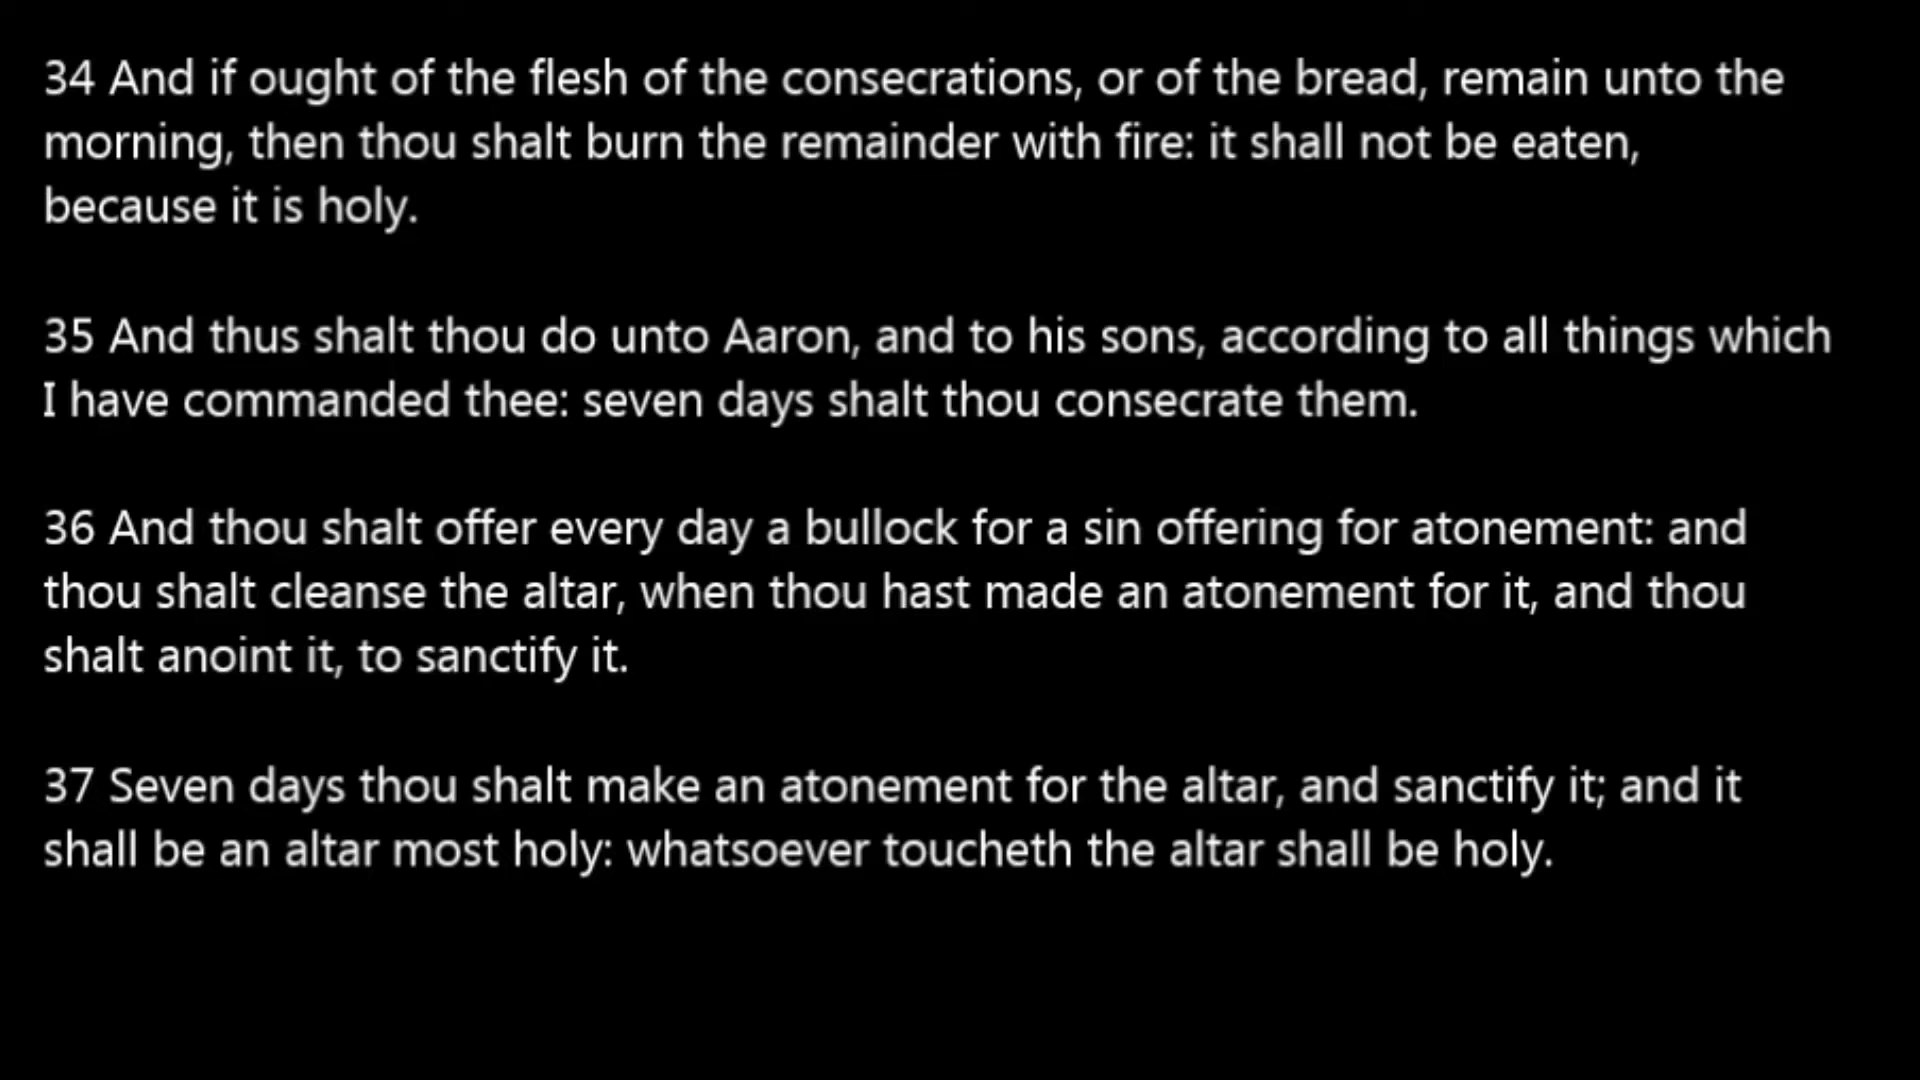 34 And if ought of the flesh of the consecrations, or of the bread, remain unto the
morning, then thou shalt burn the remainder with fire: it shall not be eaten,
because it is holy.
35 And thus shalt thou do unto Aaron, and to his sons, according to all things which
I have commanded thee: seven days shalt thou consecrate them.
36 And thou shalt offer every day a bullock for a sin offering for atonement: and
thou shalt cleanse the altar, when thou hast made an atonement for it, and thou
shalt anoint it, to sanctify it.
37 Seven days thou shalt make an atonement for the altar, and sanctify it; and it
shall be an altar most holy: whatsoever toucheth the altar shall be holy.